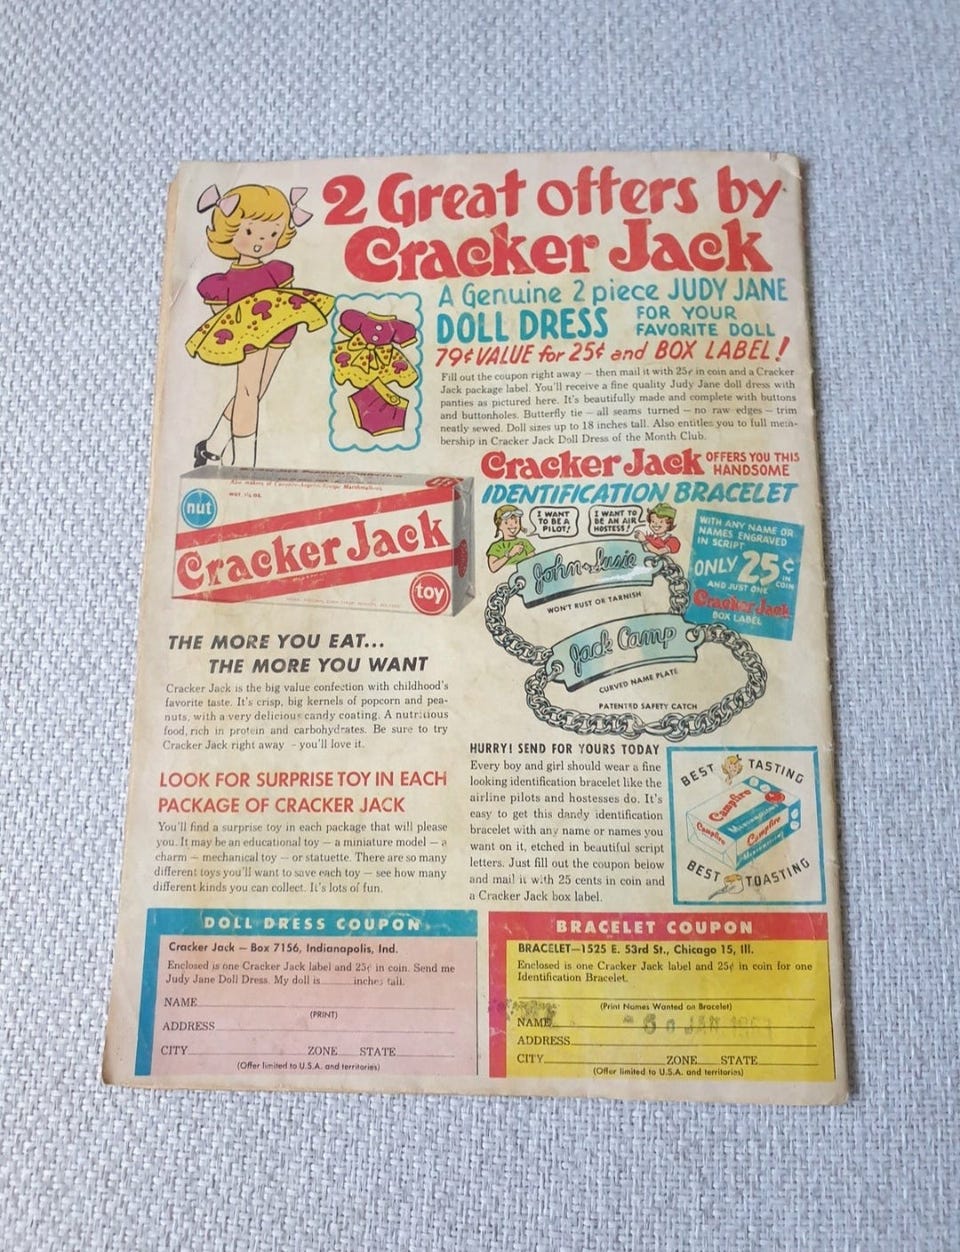 2 Great offers by
Cracker Jack
A Genuine 2 piece JUDY JANE
DOLL DRESS FOR YOUR
FAVORITE DOLL
79¢ VALUE for 25¢ and BOX LABEL!
Fill out the coupon right away — then mail it with 25¢ in coin and a Cracker
Jack package label. You'll receive a fine quality Judy Jane doll dress with
panties as pictured here. It's beautifully made and complete with buttons
and buttonholes. Butterfly tie — all seams turned — no raw edges — trim
neatly sewed. Doll sizes up to 18 inches tall. Also entitles you to full mem-
bership in Cracker Jack Doll Dress of the Month Club.
nut
Cracker Jack
toy
THE MORE YOU EAT...
THE MORE YOU WANT
Cracker Jack is the big value confection with childhood's
favorite taste. It's crisp, big kernels of popcorn and pea-
nuts, with a very delicious candy coating. A nutritious
food, rich in protein and carbohydrates. Be sure to try
Cracker Jack right away – you'll love it.
LOOK FOR SURPRISE TOY IN EACH
PACKAGE OF CRACKER JACK
You'll find a surprise toy in each package that will please
you. It may be an educational toy — a miniature model — a
charm — mechanical toy — or statuette. There are so many
different toys you'll want to save each toy — see how many
different kinds you can collect. It's lots of fun.
Cracker Jack OFFERS YOU THIS
HANDSOME
IDENTIFICATION BRACELET
I WANT
TO BE A
PILOT!
I WANT TO
BE AN AIR
HOSTESS!
WITH ANY NAME OR
NAMES ENGRAVED
IN SCRIPT
ONLY 25¢
IN
COIN
AND JUST ONE
Cracker Jack
BOX LABEL
John + Susie
WON'T RUST OR TARNISH
Jack Camp
CURVED NAME PLATE
PATENTED SAFETY CATCH
HURRY! SEND FOR YOURS TODAY
Every boy and girl should wear a fine
looking identification bracelet like the
airline pilots and hostesses do. It's
easy to get this dandy identification
bracelet with any name or names you
want on it, etched in beautiful script
letters. Just fill out the coupon below
and mail it with 25 cents in coin and
a Cracker Jack box label.
BEST TASTING
Campfire
Campfire
Campfire
BEST TOASTING
DOLL DRESS COUPON
Cracker Jack — Box 7156, Indianapolis, Ind.
Enclosed is one Cracker Jack label and 25¢ in coin. Send me
Judy Jane Doll Dress. My doll is ______ inches tall.
NAME
(PRINT)
ADDRESS
CITY ZONE STATE
(Offer limited to U.S.A. and territories)
BRACELET COUPON
BRACELET—1525 E. 53rd St., Chicago 15, Ill.
Enclosed is one Cracker Jack label and 25¢ in coin for one
Identification Bracelet.
(Print Names Wanted on Bracelet)
NAME
ADDRESS
CITY ZONE STATE
(Offer limited to U.S.A. and territories)